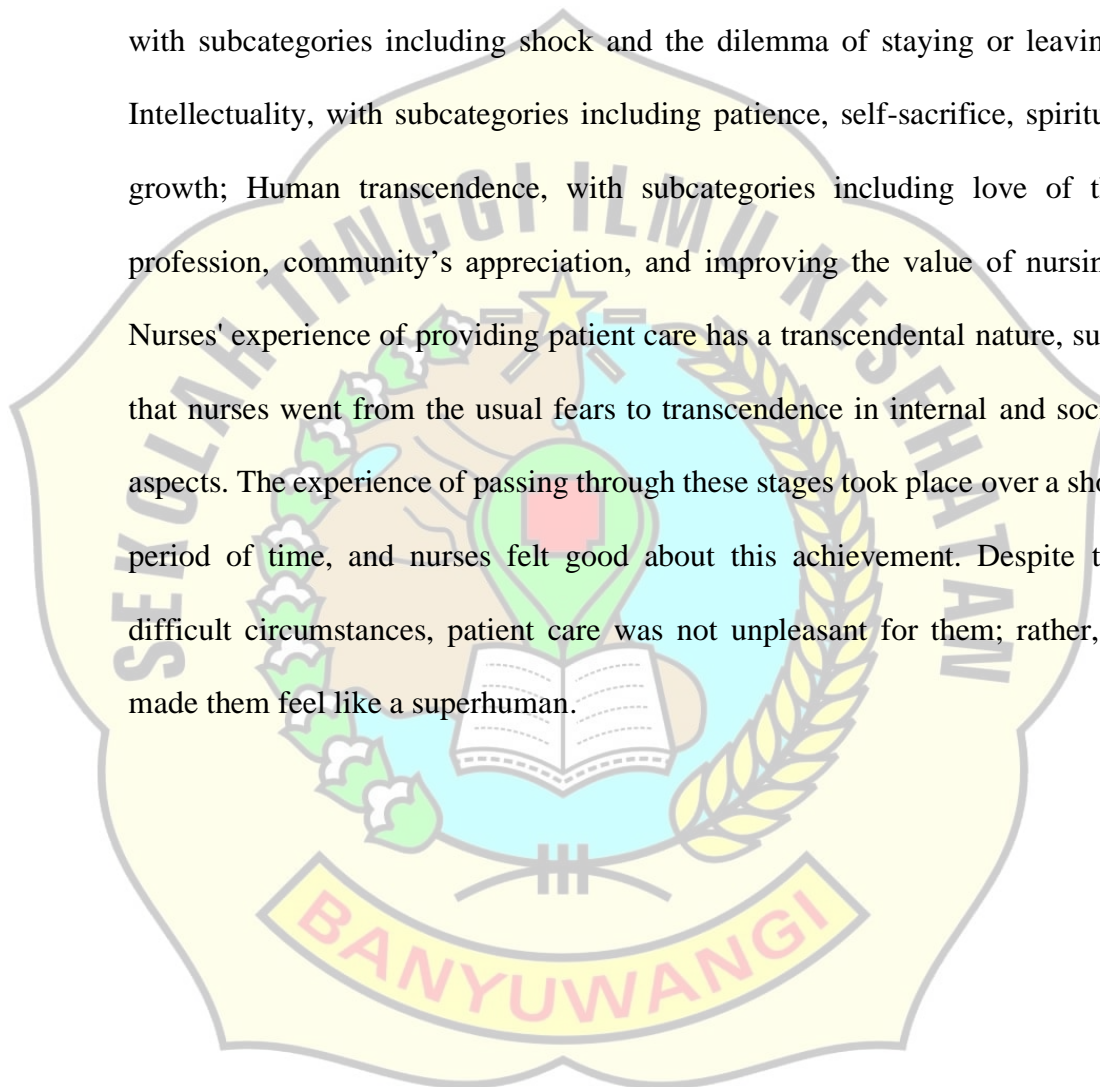 with subcategories including shock and the dilemma of staying or leavin
Intellectuality, with subcategories including patience, self-sacrifice, spiritu
growth; Human transcendence, with subcategories including love of t
profession, community’s appreciation, and improving the value of nursin
Nurses' experience of providing patient care has a transcendental nature, su
that nurses went from the usual fears to transcendence in internal and soci
aspects. The experience of passing through these stages took place over a sho
period of time, and nurses felt good about this achievement. Despite t
difficult circumstances, patient care was not unpleasant for them; rather,
made them feel like a superhuman.
SEKOLAH TINGGI ILMU KESEHATAN
BANYUWANGI